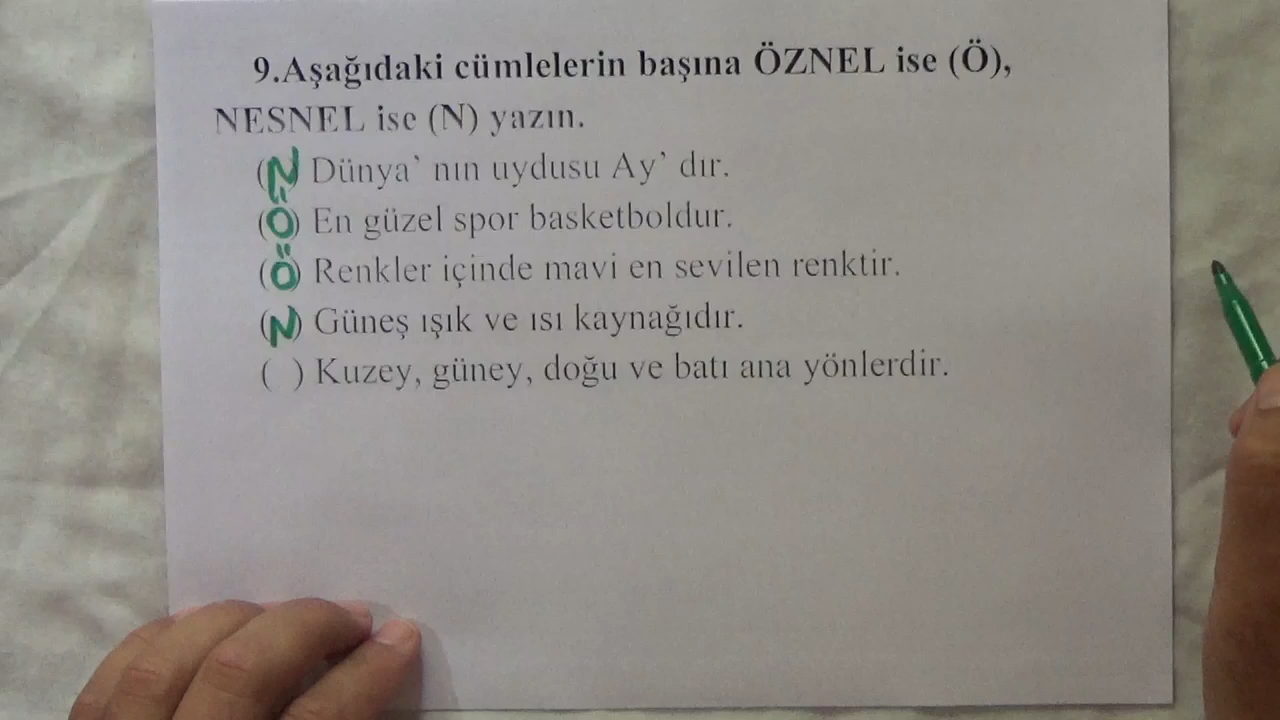 9.Aşağıdaki cümlelerin başına ÖZNEL ise (Ö),
NESNEL ise (N) yazın.
(N) Dünya' nın uydusu Ay' dır.
(Ö) En güzel spor basketboldur.
(Ö) Renkler içinde mavi en sevilen renktir.
(N) Güneş ışık ve ısı kaynağıdır.
( ) Kuzey, güney, doğu ve batı ana yönlerdir.